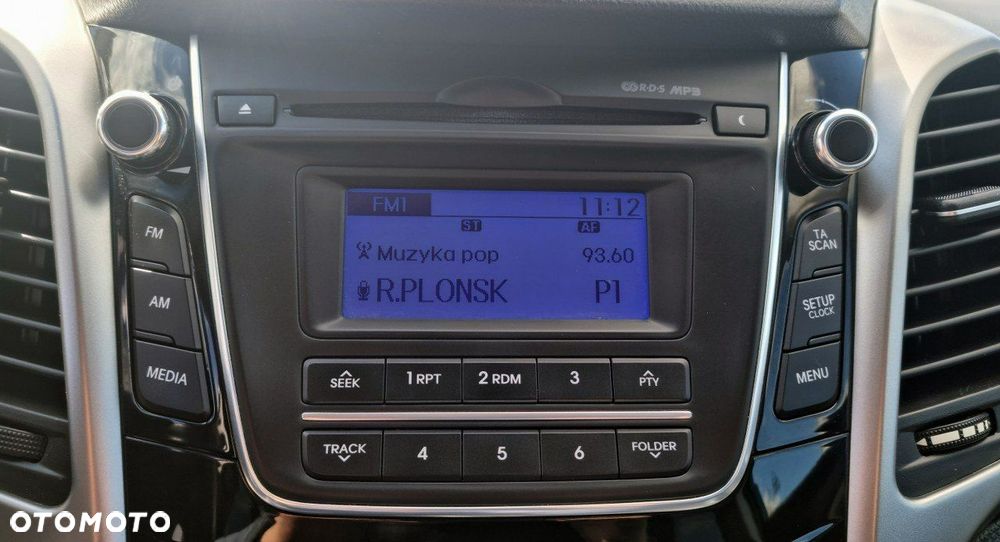 R·D·S MP3
FM1 11:12
ST AF
Muzyka pop 93.60
R.PLONSK P1
FM
AM
MEDIA
TA
SCAN
SETUP
CLOCK
MENU
SEEK 1 RPT 2 RDM 3 PTY
TRACK 4 5 6 FOLDER
OTOMOTO